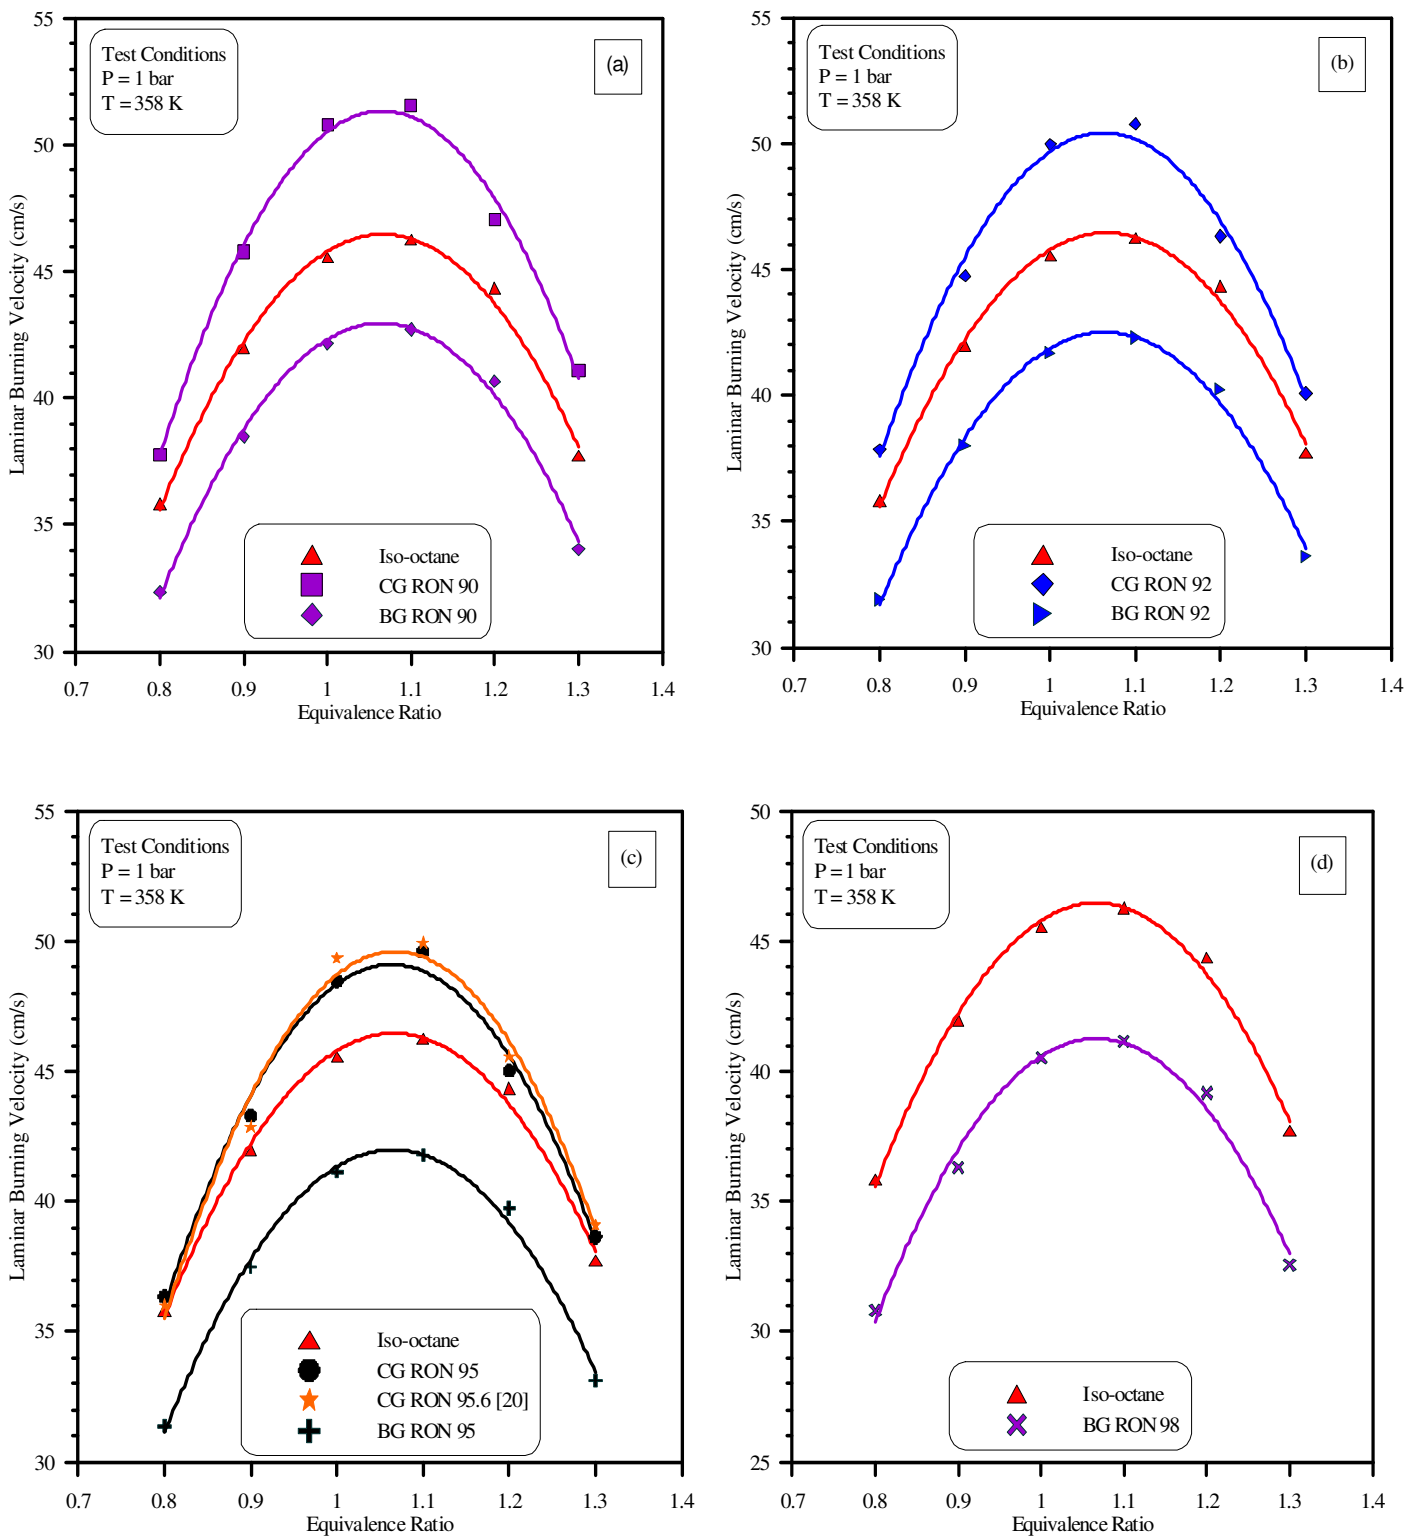 55
50
45
40
35
30
Laminar Burning Velocity (cm/s)
Test Conditions
P = 1 bar
T = 358 K
(a)
Iso-octane
CG RON 90
BG RON 90
0.7 0.8 0.9 1 1.1 1.2 1.3 1.4
Equivalence Ratio
55
50
45
40
35
30
Laminar Burning Velocity (cm/s)
Test Conditions
P = 1 bar
T = 358 K
(b)
Iso-octane
CG RON 92
BG RON 92
0.7 0.8 0.9 1 1.1 1.2 1.3 1.4
Equivalence Ratio
55
50
45
40
35
30
Laminar Burning Velocity (cm/s)
Test Conditions
P = 1 bar
T = 358 K
(c)
Iso-octane
CG RON 95
CG RON 95.6 [20]
BG RON 95
0.7 0.8 0.9 1 1.1 1.2 1.3 1.4
Equivalence Ratio
50
45
40
35
30
25
Laminar Burning Velocity (cm/s)
Test Conditions
P = 1 bar
T = 358 K
(d)
Iso-octane
BG RON 98
0.7 0.8 0.9 1 1.1 1.2 1.3 1.4
Equivalence Ratio